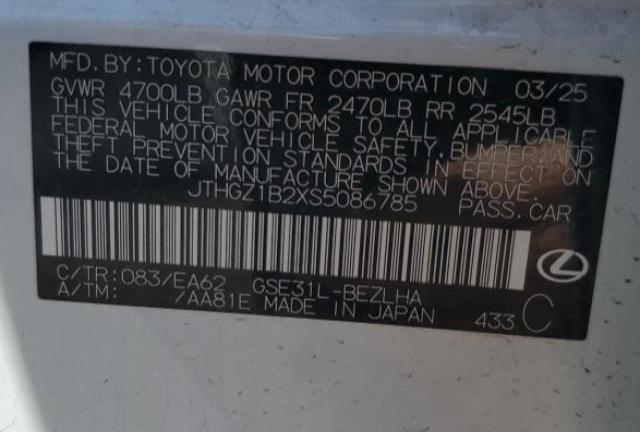 MFD. BY: TOYOTA MOTOR CORPORATION 03/25
GVWR 4700LB GAWR FR 2470LB RR 2545LB
THIS VEHICLE CONFORMS TO ALL APPLICABLE
FEDERAL MOTOR VEHICLE SAFETY, BUMPER, AND
THEFT PREVENTION STANDARDS IN EFFECT ON
THE DATE OF MANUFACTURE SHOWN ABOVE.
JTHGZ1B2XS5086785 PASS. CAR
C/TR: 083/EA62 GSE31L-BEZLHA
A/TM: /AA81E MADE IN JAPAN 433 C